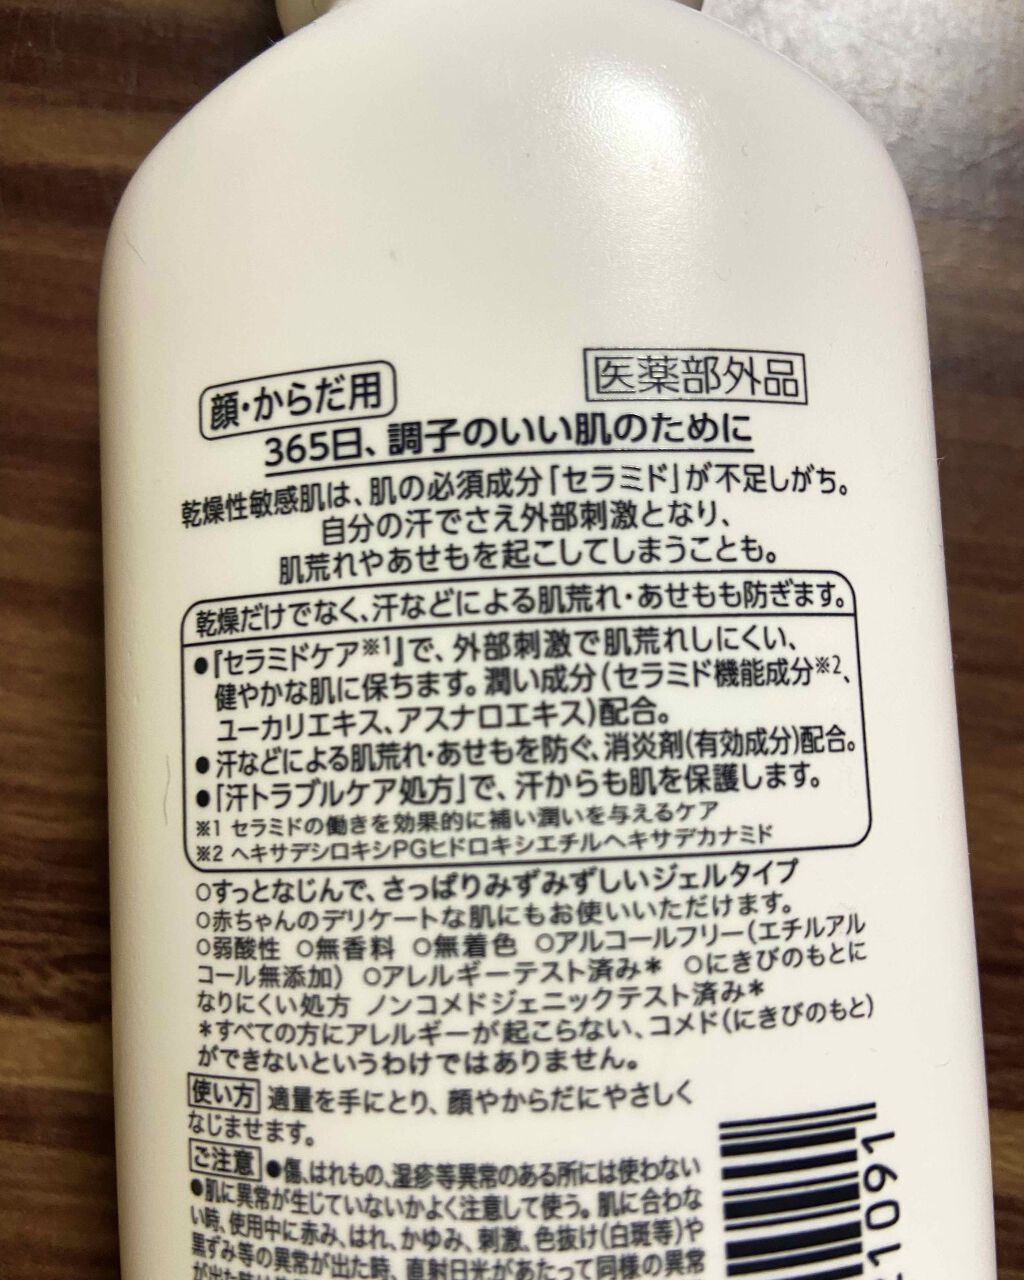 顔・からだ用
医薬部外品
365日、調子のいい肌のために
乾燥性敏感肌は、肌の必須成分「セラミド」が不足しがち。
自分の汗でさえ外部刺激となり、
肌荒れやあせもを起こしてしまうことも。
乾燥だけでなく、汗などによる肌荒れ・あせもも防ぎます。
●『セラミドケア※1』で、外部刺激で肌荒れしにくい、
健やかな肌に保ちます。潤い成分(セラミド機能成分※2、
ユーカリエキス、アスナロエキス)配合。
●汗などによる肌荒れ・あせもを防ぐ、消炎剤(有効成分)配合。
●「汗トラブルケア処方」で、汗からも肌を保護します。
※1 セラミドの働きを効果的に補い潤いを与えるケア
※2 ヘキサデシロキシPGヒドロキシエチルヘキサデカナミド
○すっとなじんで、さっぱりみずみずしいジェルタイプ
○赤ちゃんのデリケートな肌にもお使いいただけます。
○弱酸性 ○無香料 ○無着色 ○アルコールフリー(エチルアル
コール無添加) ○アレルギーテスト済み* ○にきびのもとに
なりにくい処方 ノンコメドジェニックテスト済み*
*すべての方にアレルギーが起こらない、コメド(にきびのもと)
ができないというわけではありません。
使い方 適量を手にとり、顔やからだにやさしく
なじませます。
ご注意 ●傷、はれもの、湿疹等異常のある所には使わない
●肌に異常が生じていないかよく注意して使う。肌に合わな
い時、使用中に赤み、はれ、かゆみ、刺激、色抜け(白斑等)や
黒ずみ等の異常が出た時、直射日光があたって同様の異常
が出た時は
1091